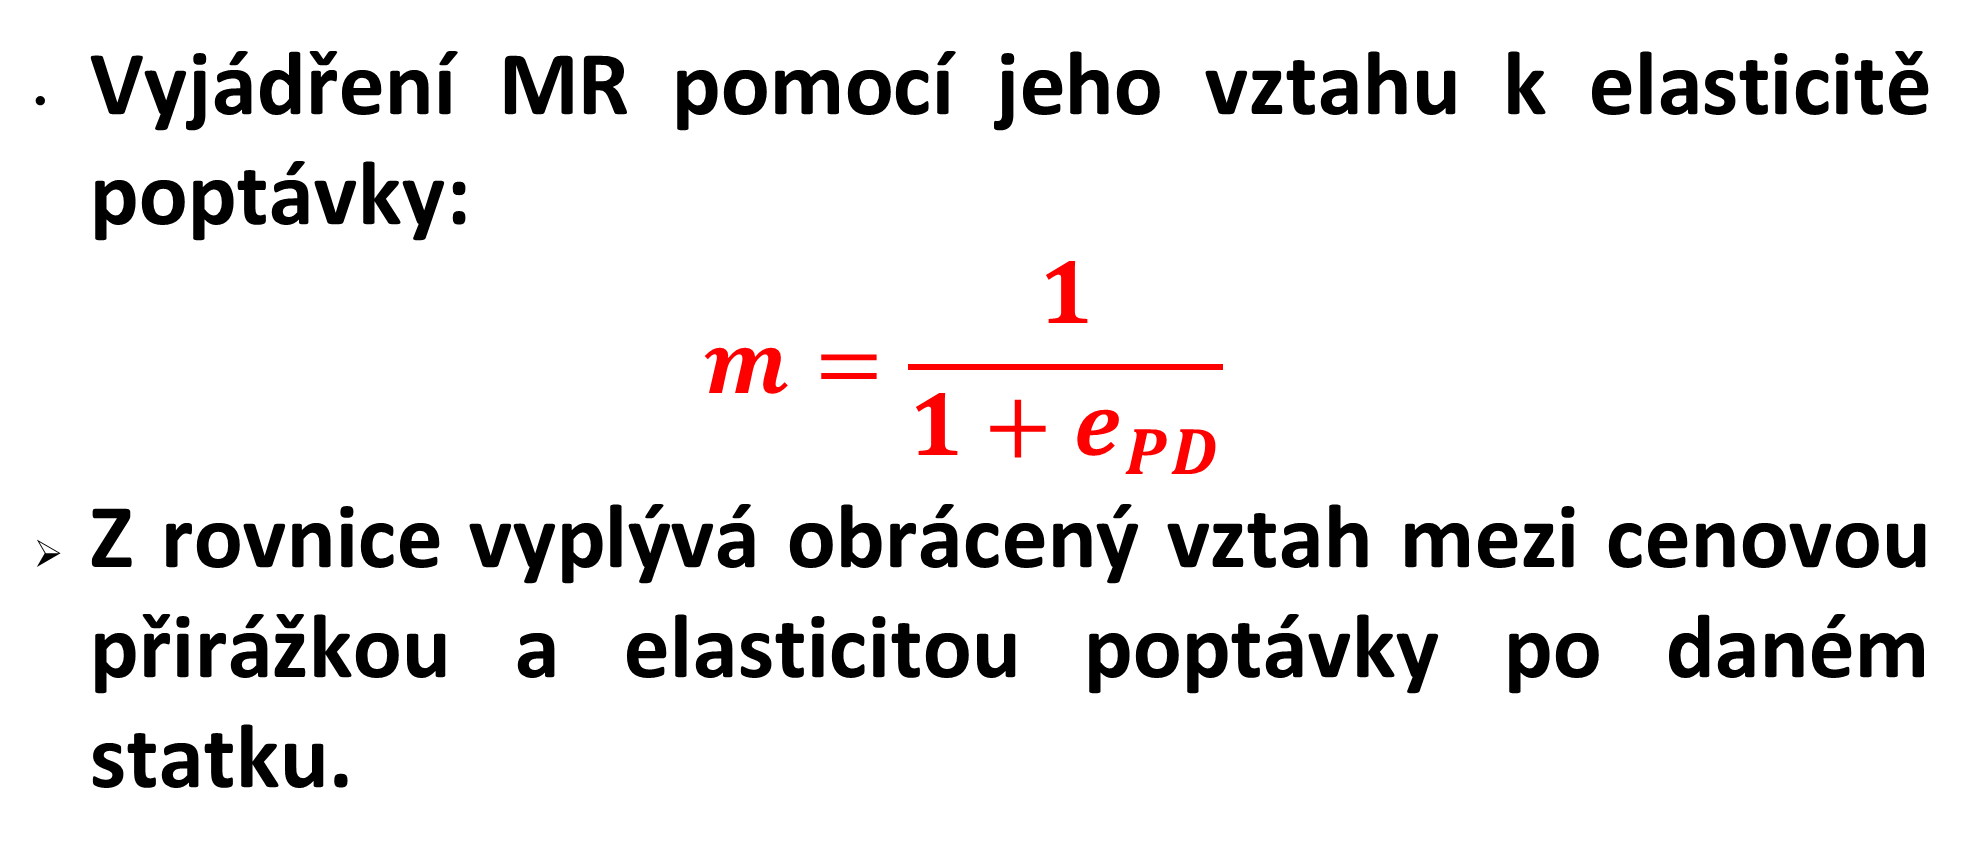 • Vyjádření MR pomocí jeho vztahu k elasticitě
poptávky:
m = 1 / (1 + e_PD)
➢ Z rovnice vyplývá obrácený vztah mezi cenovou
přirážkou a elasticitou poptávky po daném
statku.